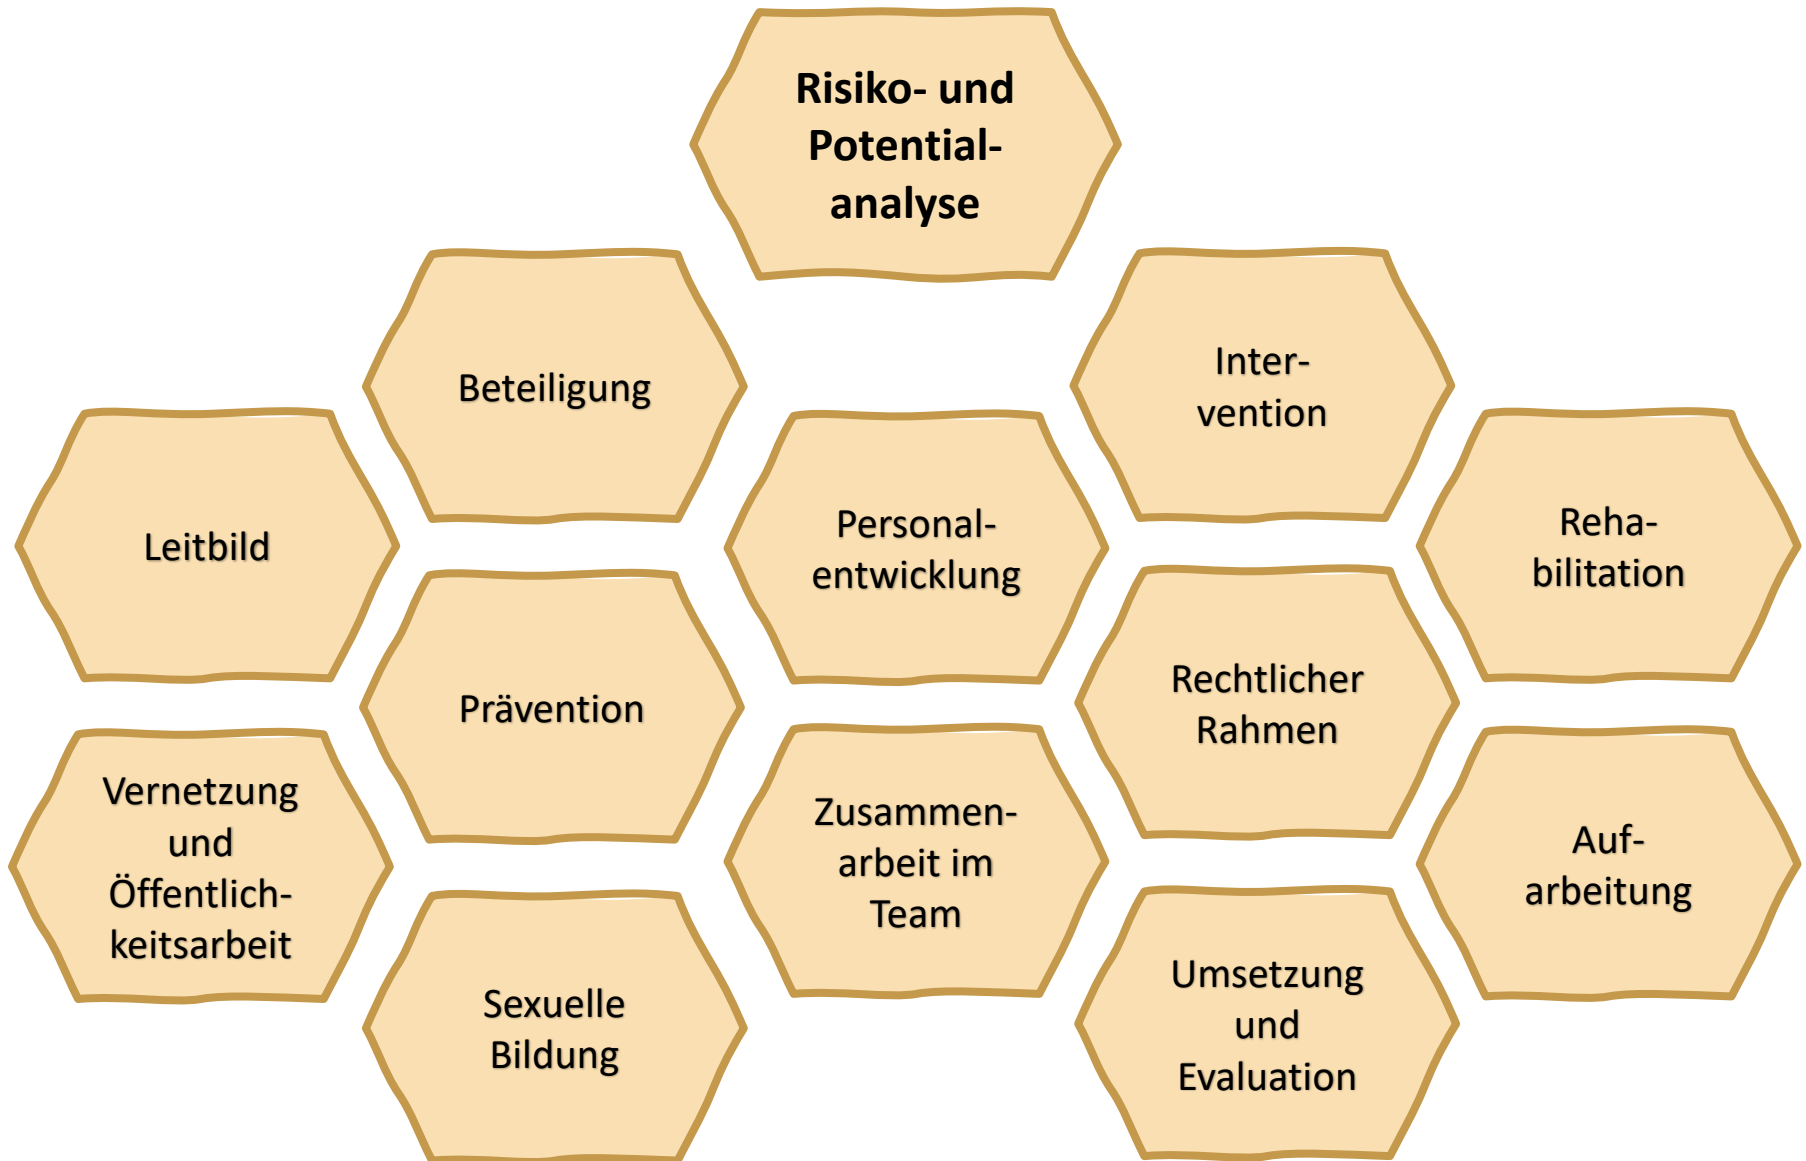 Risiko- und
Potential-
analyse
Beteiligung
Inter-
vention
Leitbild
Personal-
entwicklung
Reha-
bilitation
Prävention
Rechtlicher
Rahmen
Vernetzung
und
Öffentlich-
keitsarbeit
Zusammen-
arbeit im
Team
Auf-
arbeitung
Sexuelle
Bildung
Umsetzung
und
Evaluation